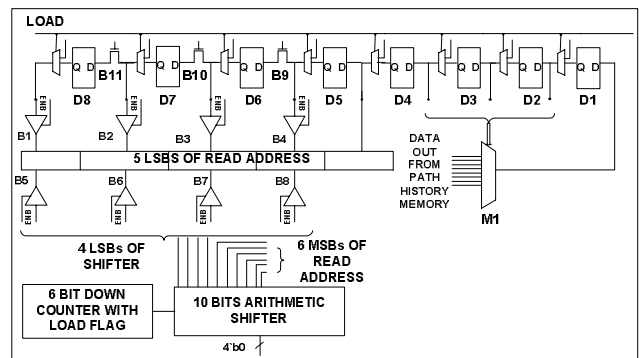 LOAD
Q D
Q D
Q D
Q D
Q D
Q D
Q D
Q D
B11
B10
B9
D8
D7
D6
D5
D4
D3
D2
D1
ENB
ENB
ENB
ENB
B1
B2
B3
B4
DATA
OUT
FROM
PATH
HISTORY
MEMORY
M1
5 LSBS OF READ ADDRESS
B5
B6
B7
B8
ENB
ENB
ENB
ENB
4 LSBs OF
SHIFTER
6 MSBs OF
READ
ADDRESS
6 BIT DOWN
COUNTER WITH
LOAD FLAG
10 BITS ARITHMETIC
SHIFTER
4`b0